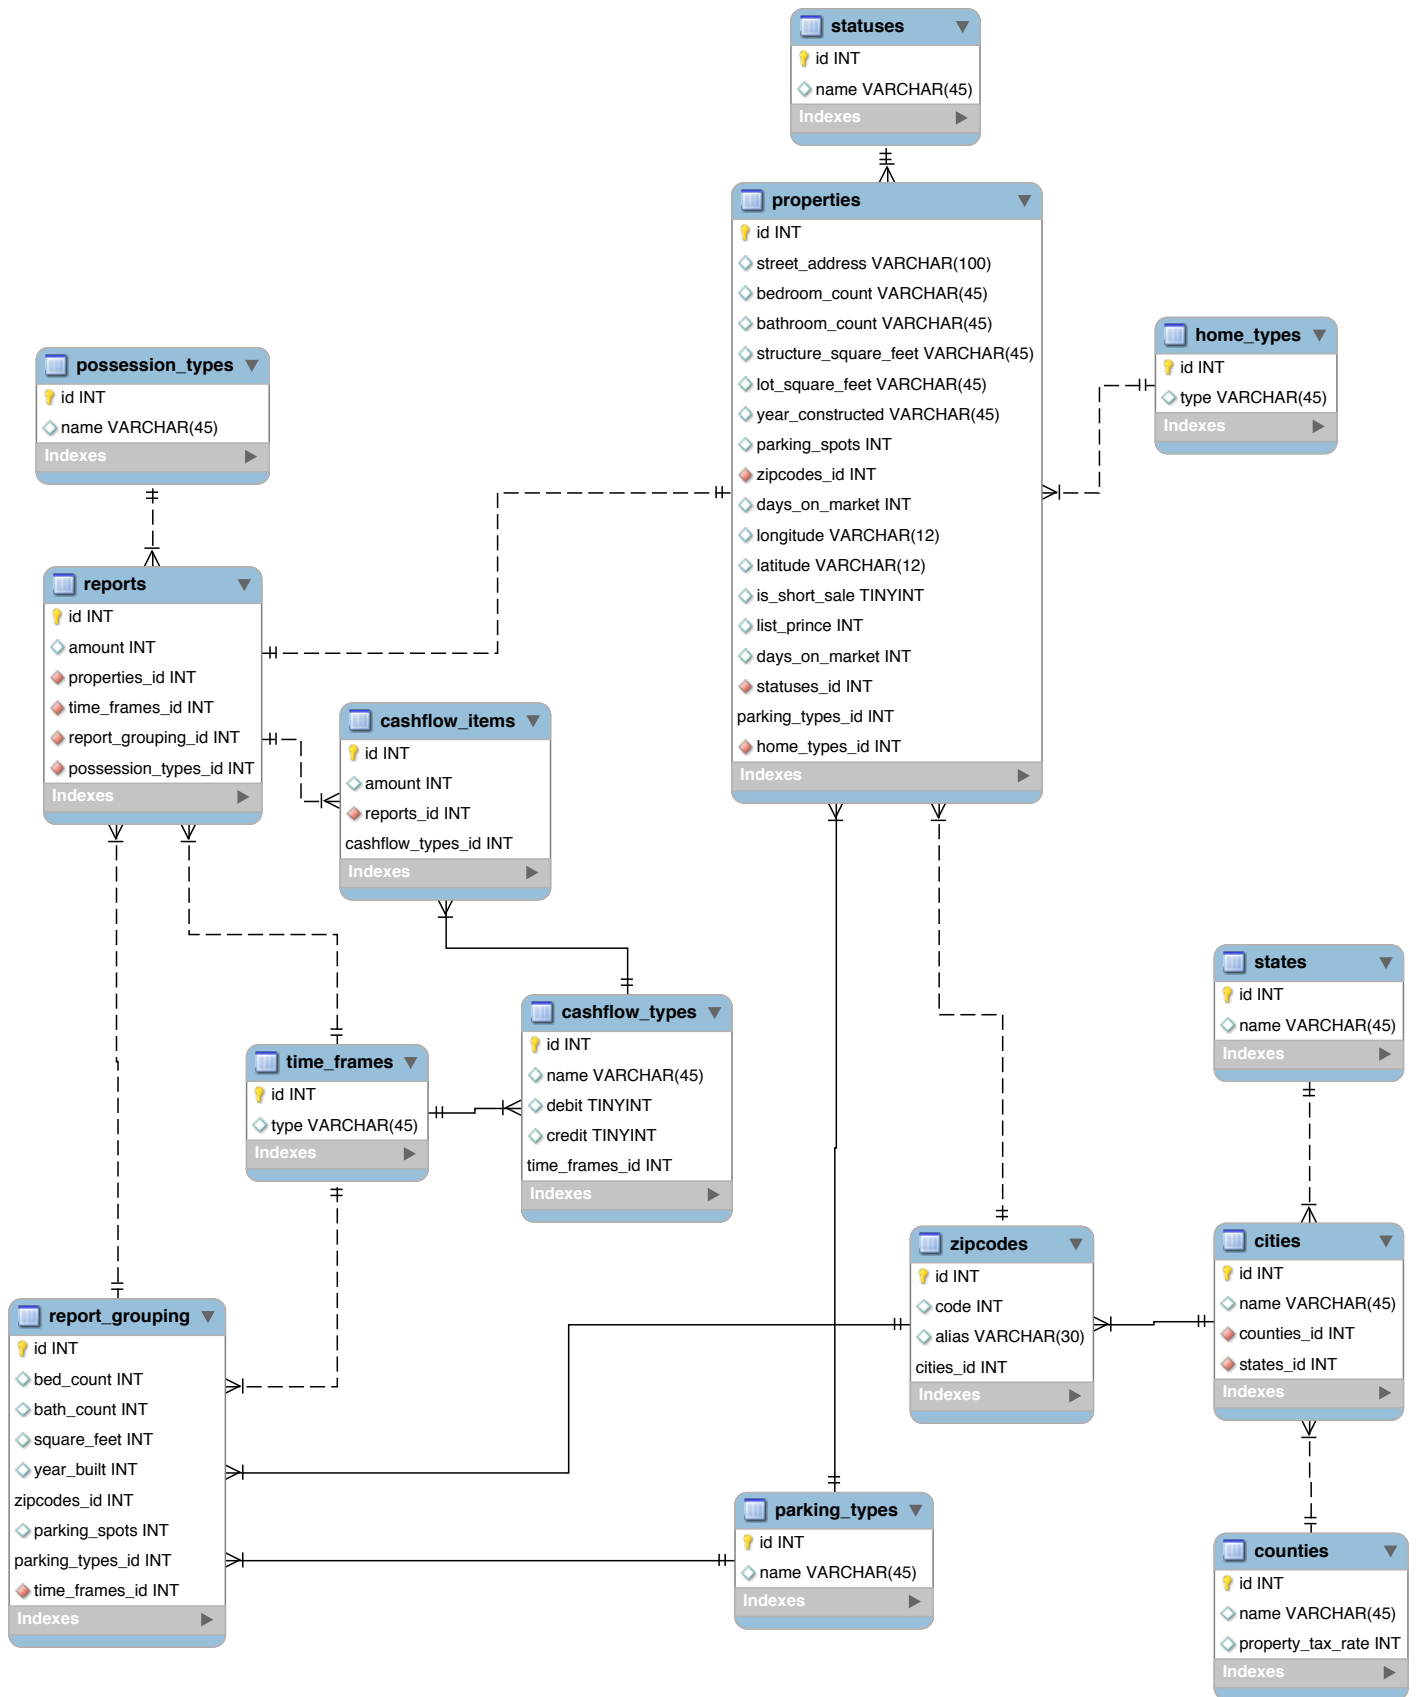 statuses
id INT
name VARCHAR(45)
Indexes
properties
id INT
street_address VARCHAR(100)
bedroom_count VARCHAR(45)
bathroom_count VARCHAR(45)
structure_square_feet VARCHAR(45)
lot_square_feet VARCHAR(45)
year_constructed VARCHAR(45)
parking_spots INT
zipcodes_id INT
days_on_market INT
longitude VARCHAR(12)
latitude VARCHAR(12)
is_short_sale TINYINT
list_prince INT
days_on_market INT
statuses_id INT
parking_types_id INT
home_types_id INT
Indexes
home_types
id INT
type VARCHAR(45)
Indexes
possession_types
id INT
name VARCHAR(45)
Indexes
reports
id INT
amount INT
properties_id INT
time_frames_id INT
report_grouping_id INT
possession_types_id INT
Indexes
cashflow_items
id INT
amount INT
reports_id INT
cashflow_types_id INT
Indexes
cashflow_types
id INT
name VARCHAR(45)
debit TINYINT
credit TINYINT
time_frames_id INT
Indexes
time_frames
id INT
type VARCHAR(45)
Indexes
states
id INT
name VARCHAR(45)
Indexes
zipcodes
id INT
code INT
alias VARCHAR(30)
cities_id INT
Indexes
cities
id INT
name VARCHAR(45)
counties_id INT
states_id INT
Indexes
report_grouping
id INT
bed_count INT
bath_count INT
square_feet INT
year_built INT
zipcodes_id INT
parking_spots INT
parking_types_id INT
time_frames_id INT
Indexes
parking_types
id INT
name VARCHAR(45)
Indexes
counties
id INT
name VARCHAR(45)
property_tax_rate INT
Indexes